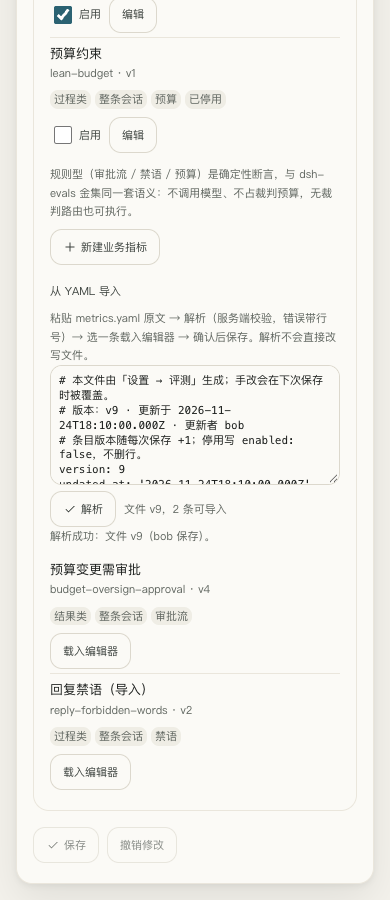 启用 编辑
预算约束
lean-budget · v1
过程类 整条会话 预算 已停用
启用 编辑
规则型（审批流 / 禁语 / 预算）是确定性断言，与 dsh-
evals 金集同一套语义：不调用模型、不占裁判预算，无裁
判路由也可执行。
+ 新建业务指标
从 YAML 导入
粘贴 metrics.yaml 原文 → 解析（服务端校验，错误带行
号）→ 选一条载入编辑器 → 确认后保存。解析不会直接改
写文件。
# 本文件由「设置 → 评测」生成；手改会在下次保存
时被覆盖。
# 版本: v9 · 更新于 2026-11-
24T18:10:00.000Z · 更新者 bob
# 条目版本随每次保存 +1；停用写 enabled:
false，不删行。
version: 9
updated_at: '2026-11-24T18:10:00.000Z'
解析 文件 v9，2 条可导入
解析成功：文件 v9（bob 保存）。
预算变更需审批
budget-oversign-approval · v4
结果类 整条会话 审批流
载入编辑器
回复禁语（导入）
reply-forbidden-words · v2
过程类 整条会话 禁语
载入编辑器
保存 撤销修改